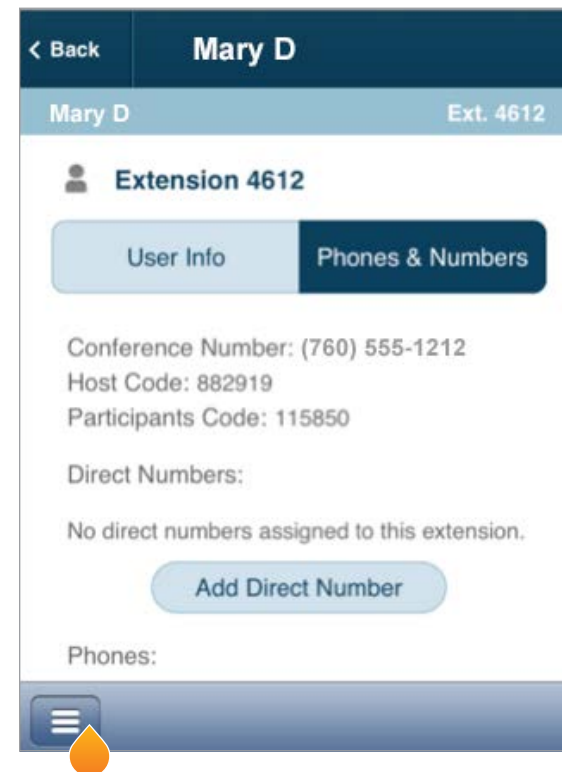 Back Mary D
Mary D Ext. 4612
Extension 4612
User Info Phones & Numbers
Conference Number: (760) 555-1212
Host Code: 882919
Participants Code: 115850
Direct Numbers:
No direct numbers assigned to this extension.
Add Direct Number
Phones: